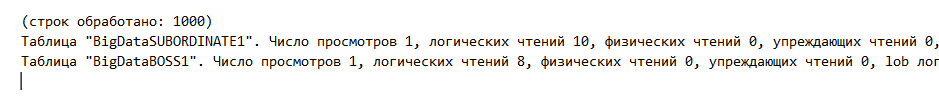 (строк обработано: 1000)
Таблица "BigDataSUBORDINATE1". Число просмотров 1, логических чтений 10, физических чтений 0, упреждающих чтений 0,
Таблица "BigDataBOSS1". Число просмотров 1, логических чтений 8, физических чтений 0, упреждающих чтений 0, lob лог